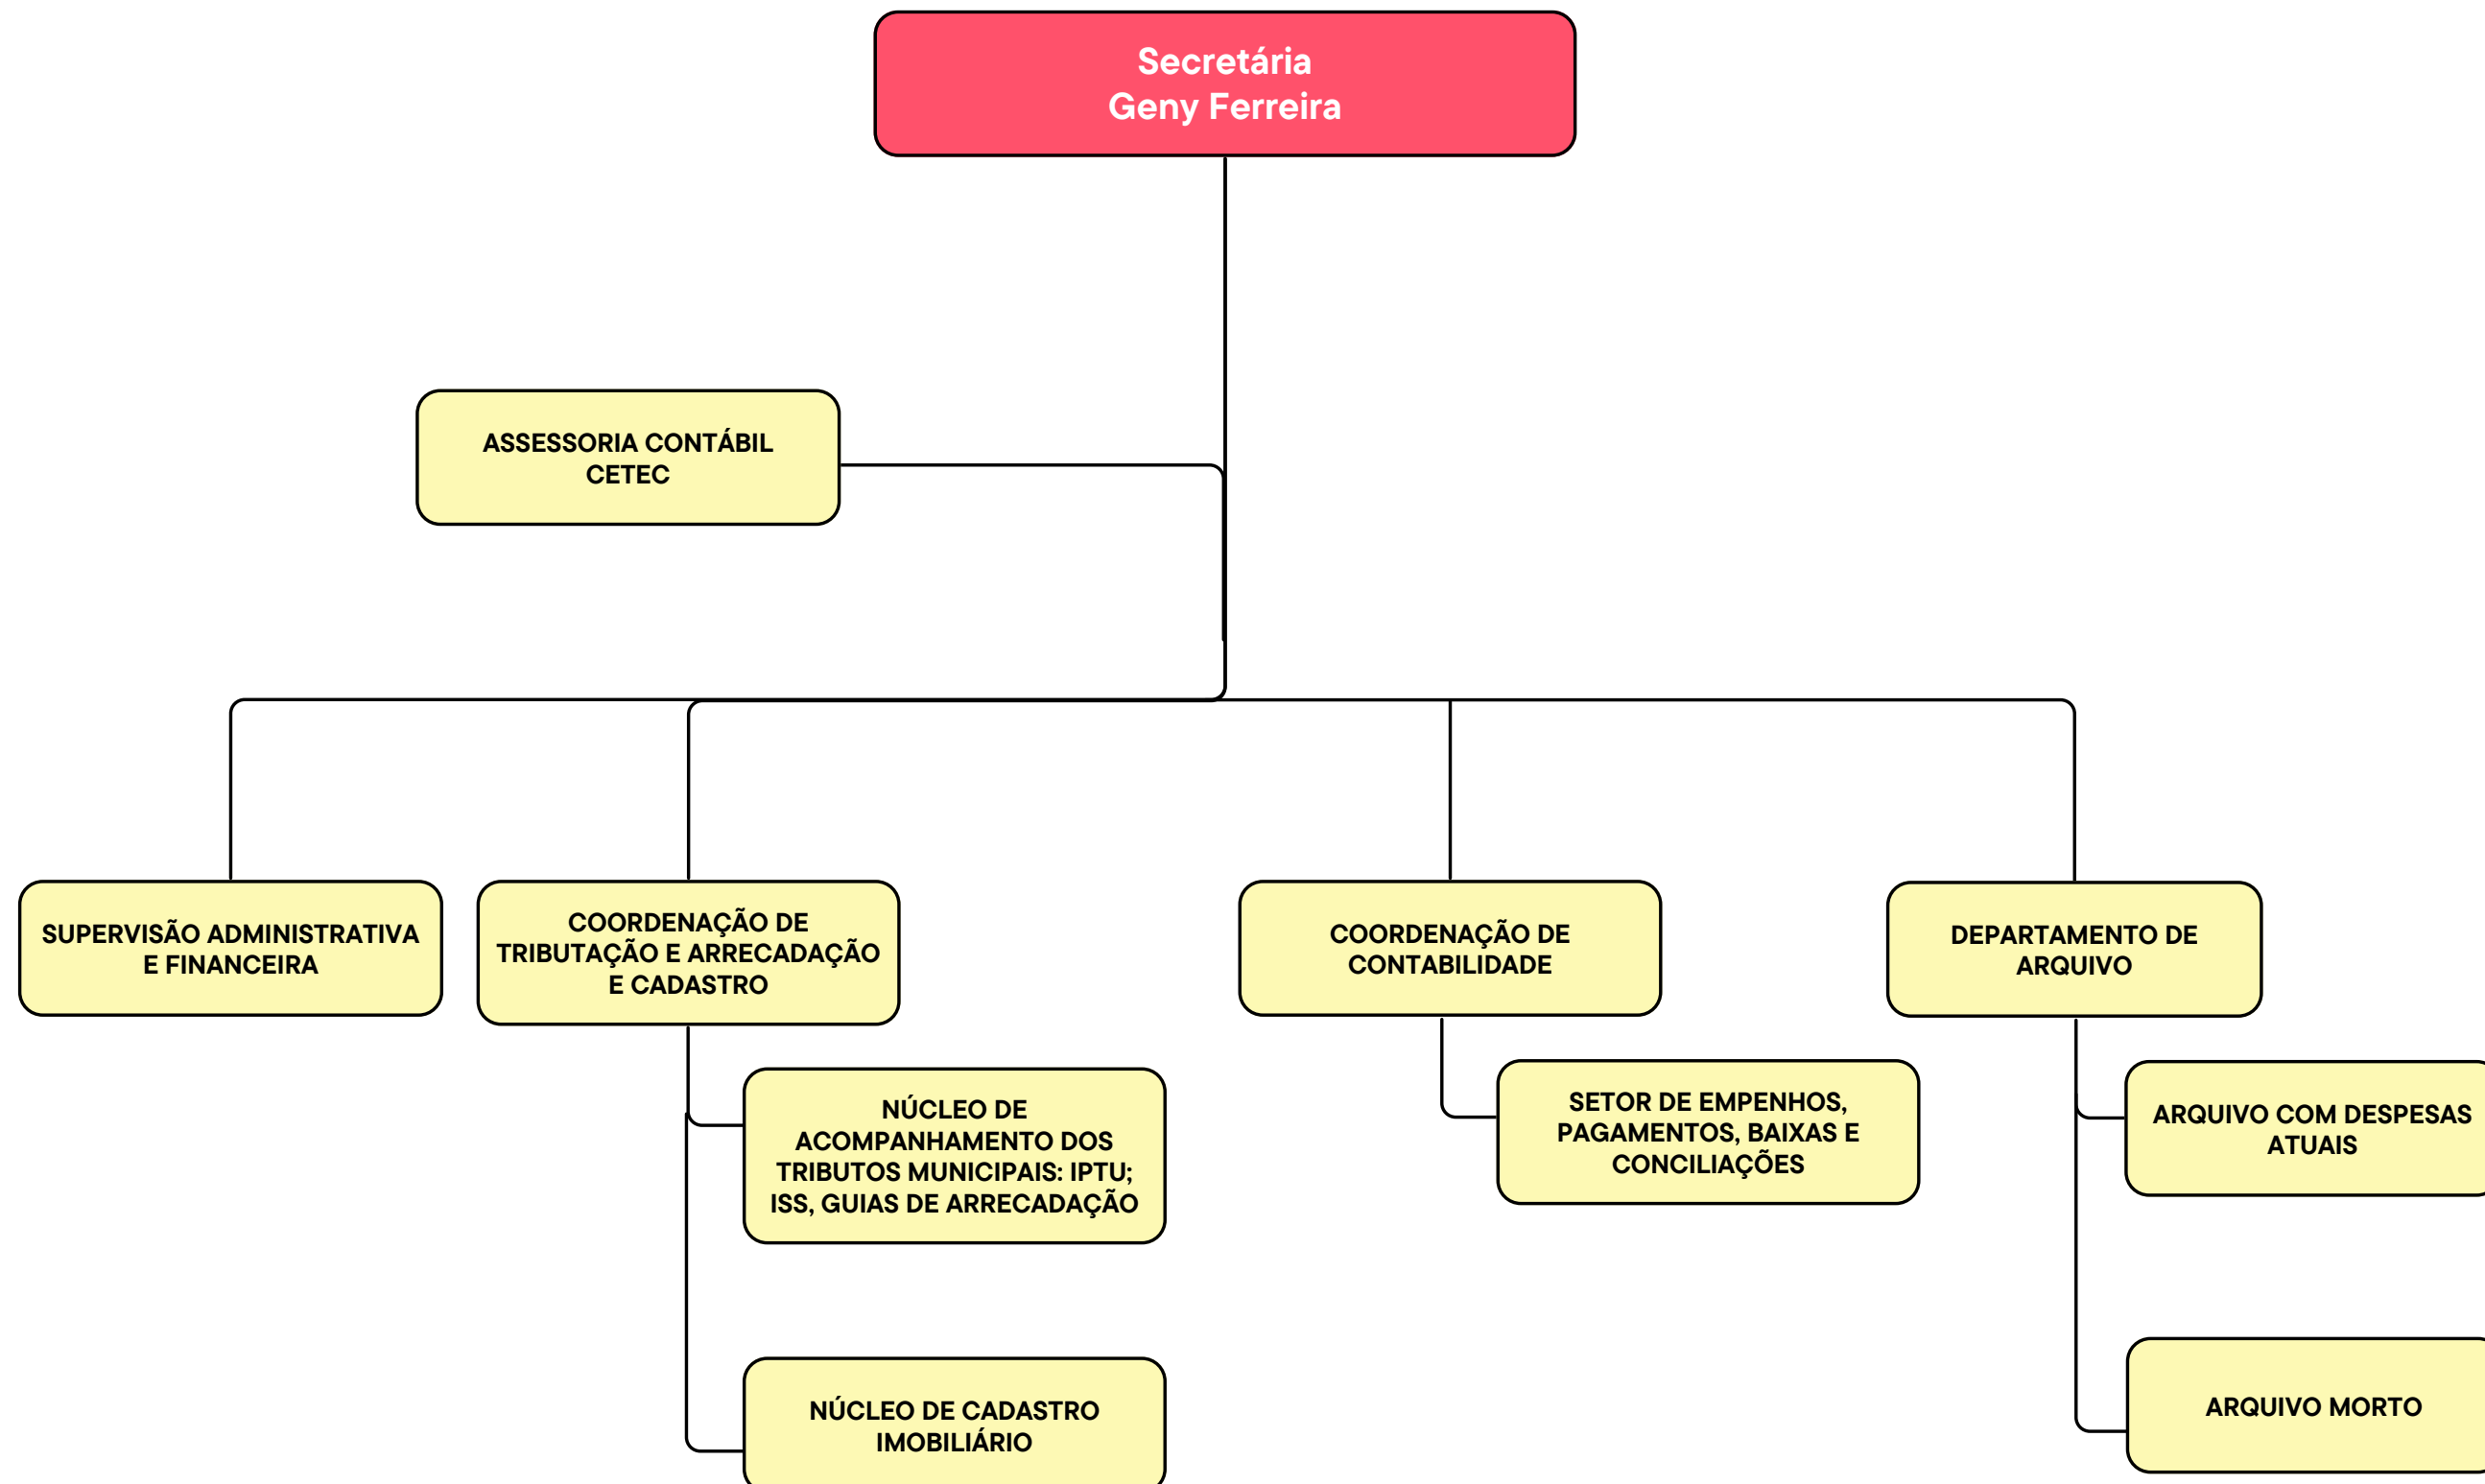 Secretária
Geny Ferreira
ASSESSORIA CONTÁBIL
CETEC
SUPERVISÃO ADMINISTRATIVA
E FINANCEIRA
COORDENAÇÃO DE
TRIBUTAÇÃO E ARRECADAÇÃO
E CADASTRO
COORDENAÇÃO DE
CONTABILIDADE
DEPARTAMENTO DE
ARQUIVO
NÚCLEO DE
ACOMPANHAMENTO DOS
TRIBUTOS MUNICIPAIS: IPTU;
ISS, GUIAS DE ARRECADAÇÃO
SETOR DE EMPENHOS,
PAGAMENTOS, BAIXAS E
CONCILIAÇÕES
ARQUIVO COM DESPESAS
ATUAIS
NÚCLEO DE CADASTRO
IMOBILIÁRIO
ARQUIVO MORTO